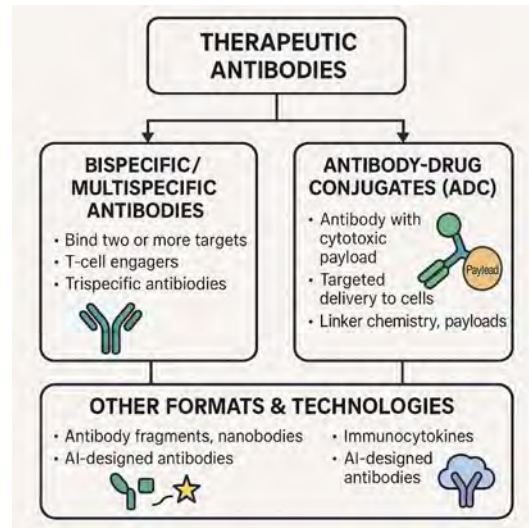 THERAPEUTIC
ANTIBODIES
BISPECIFIC/
MULTISPECIFIC
ANTIBODIES
• Bind two or more targets
• T-cell engagers
• Trispecific antibiodies
ANTIBODY-DRUG
CONJUGATES (ADC)
• Antibody with
cytotoxic
payload
• Targeted
delivery to cells
• Linker chemistry, payloads
Paylead
OTHER FORMATS & TECHNOLOGIES
• Antibody fragments, nanobodies
• AI-designed antibodies
• Immunocytokines
• AI-designed
antibodies